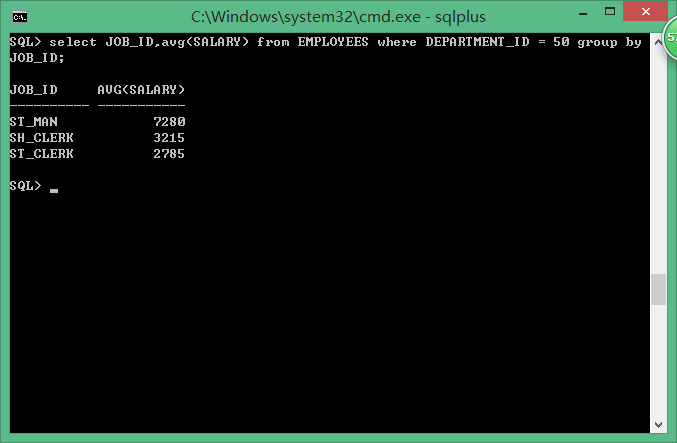 C:\Windows\system32\cmd.exe - sqlplus
SQL> select JOB_ID,avg(SALARY) from EMPLOYEES where DEPARTMENT_ID = 50 group by
JOB_ID;
JOB_ID     AVG(SALARY)
---------- -----------
ST_MAN            7280
SH_CLERK          3215
ST_CLERK          2785
SQL>